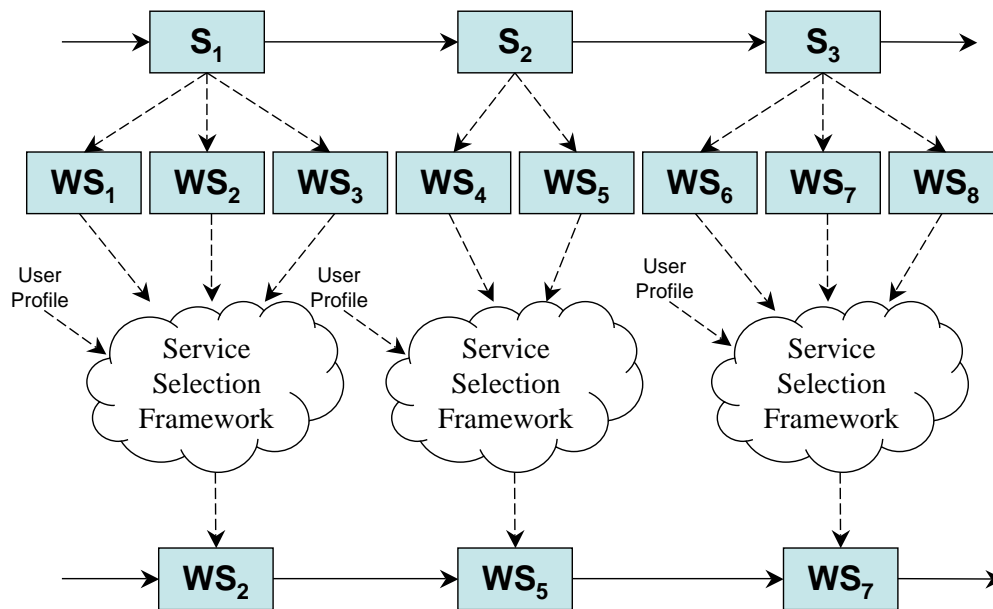 S1
S2
S3
WS1
WS2
WS3
WS4
WS5
WS6
WS7
WS8
User
Profile
User
Profile
User
Profile
Service
Selection
Framework
Service
Selection
Framework
Service
Selection
Framework
WS2
WS5
WS7